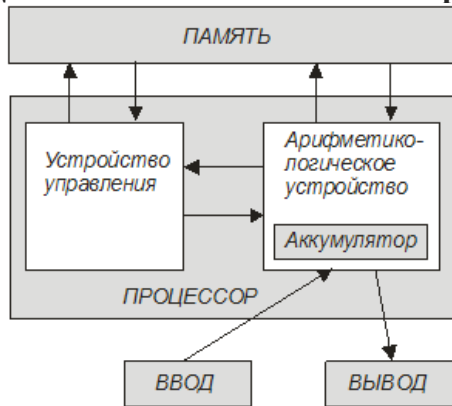 ПАМЯТЬ
Устройство
управления
Арифметико-
логическое
устройство
Аккумулятор
ПРОЦЕССОР
ВВОД
ВЫВОД